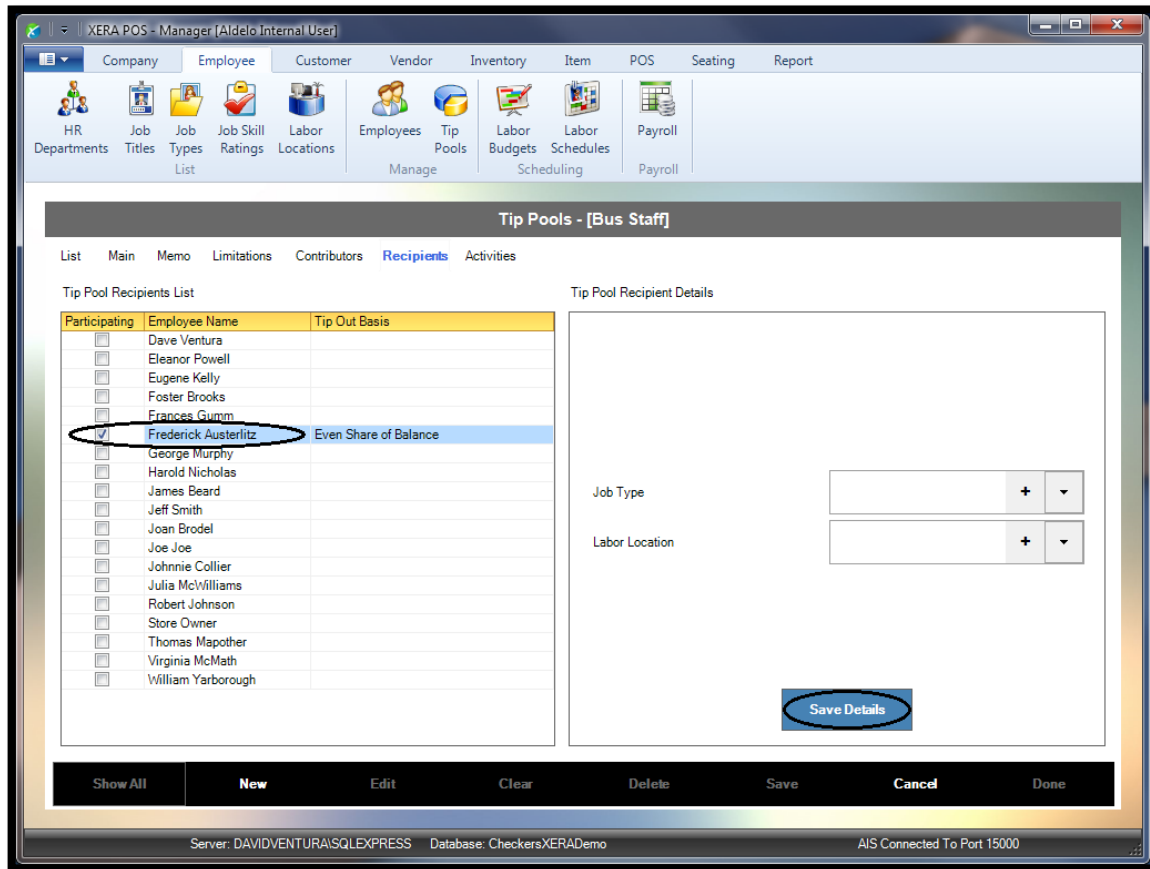 XERA POS - Manager [Aldelo Internal User]
Company Employee Customer Vendor Inventory Item POS Seating Report
HR Departments
Job Titles
Job Types
Job Skill Ratings
Labor Locations
Employees
Tip Pools
Labor Budgets
Labor Schedules
Payroll
List Manage Scheduling Payroll
Tip Pools - [Bus Staff]
List Main Memo Limitations Contributors Recipients Activities
Tip Pool Recipients List
Participating Employee Name Tip Out Basis
Dave Ventura
Eleanor Powell
Eugene Kelly
Foster Brooks
Frances Gumm
Frederick Austerlitz Even Share of Balance
George Murphy
Harold Nicholas
James Beard
Jeff Smith
Joan Brodel
Joe Joe
Johnnie Collier
Julia McWilliams
Robert Johnson
Store Owner
Thomas Mapother
Virginia McMath
William Yarborough
Tip Pool Recipient Details
Job Type
Labor Location
Save Details
Show All New Edit Clear Delete Save Cancel Done
Server: DAVIDVENTURA\SQLEXPRESS Database: CheckersXERADemo AIS Connected To Port 15000